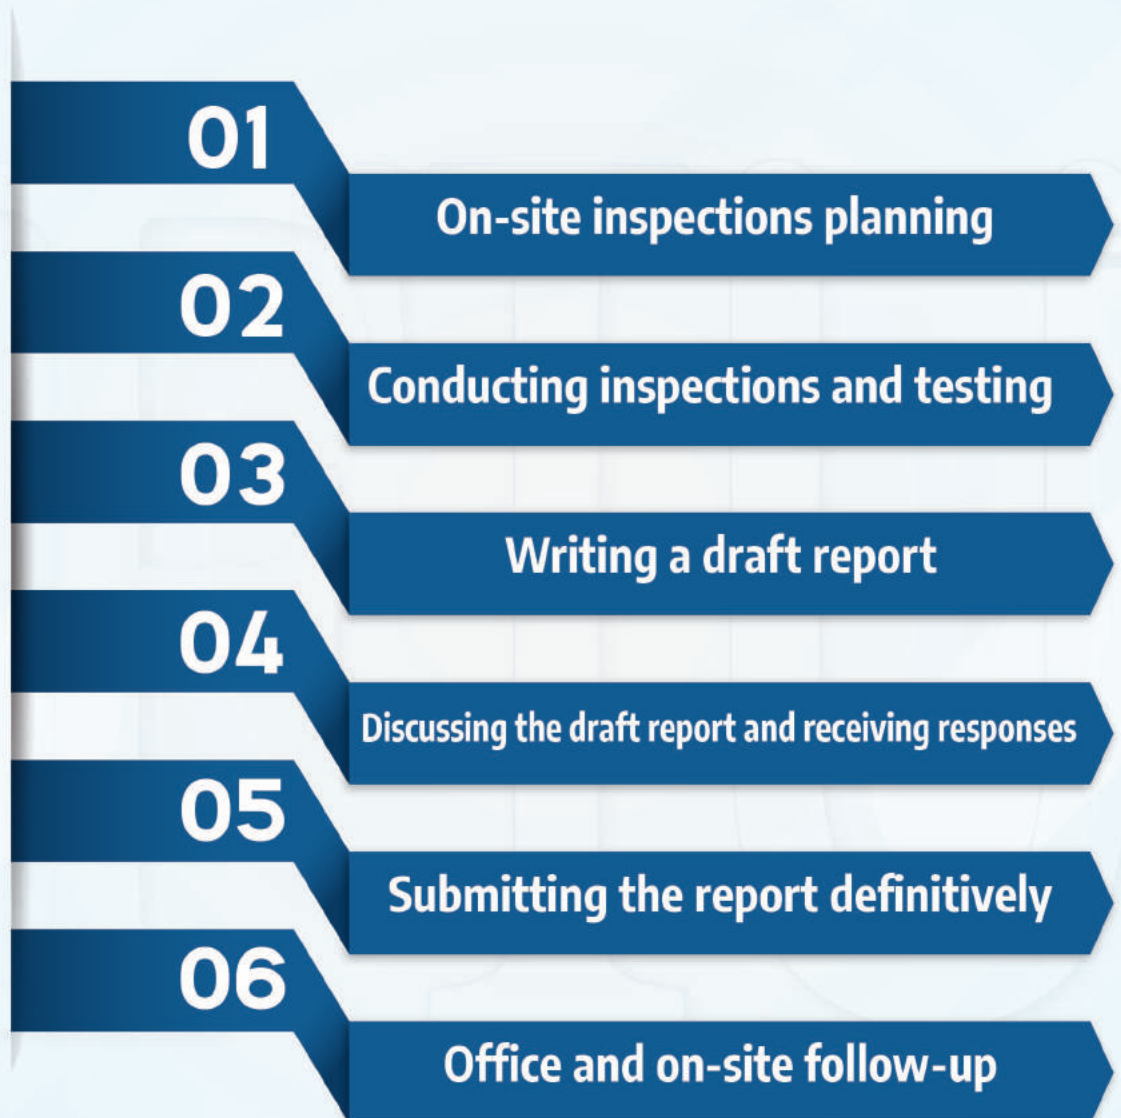 01
On-site inspections planning
02
Conducting inspections and testing
03
Writing a draft report
04
Discussing the draft report and receiving responses
05
Submitting the report definitively
06
Office and on-site follow-up